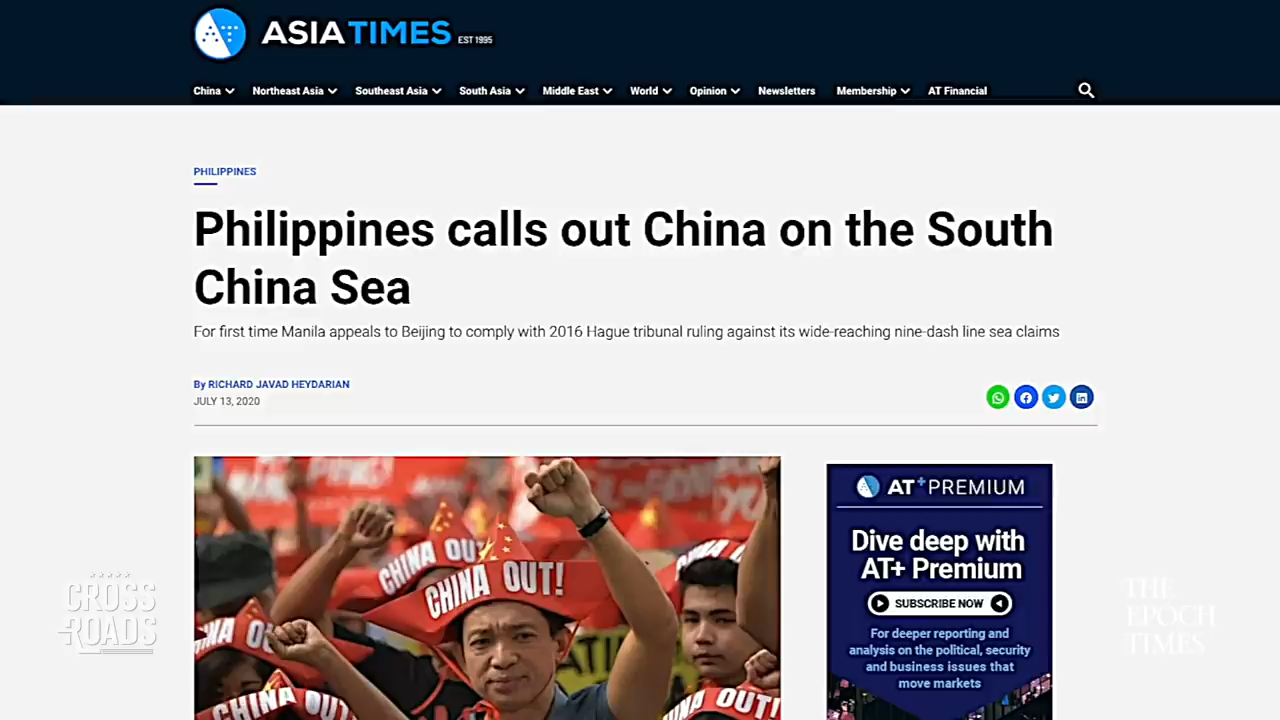 ASIA TIMES EST 1995
China Northeast Asia Southeast Asia South Asia Middle East World Opinion Newsletters Membership AT Financial
PHILIPPINES
Philippines calls out China on the South
China Sea
For first time Manila appeals to Beijing to comply with 2016 Hague tribunal ruling against its wide-reaching nine-dash line sea claims
By RICHARD JAVAD HEYDARIAN
JULY 13, 2020
CHINA OU
CHINA OUT!
CHINA OUT!
CHINA OUT!
AT+ PREMIUM
Dive deep with
AT+ Premium
SUBSCRIBE NOW
For deeper reporting and
analysis on the political, security
and business issues that
move markets
CROSS
ROADS
THE
EPOCH
TIMES